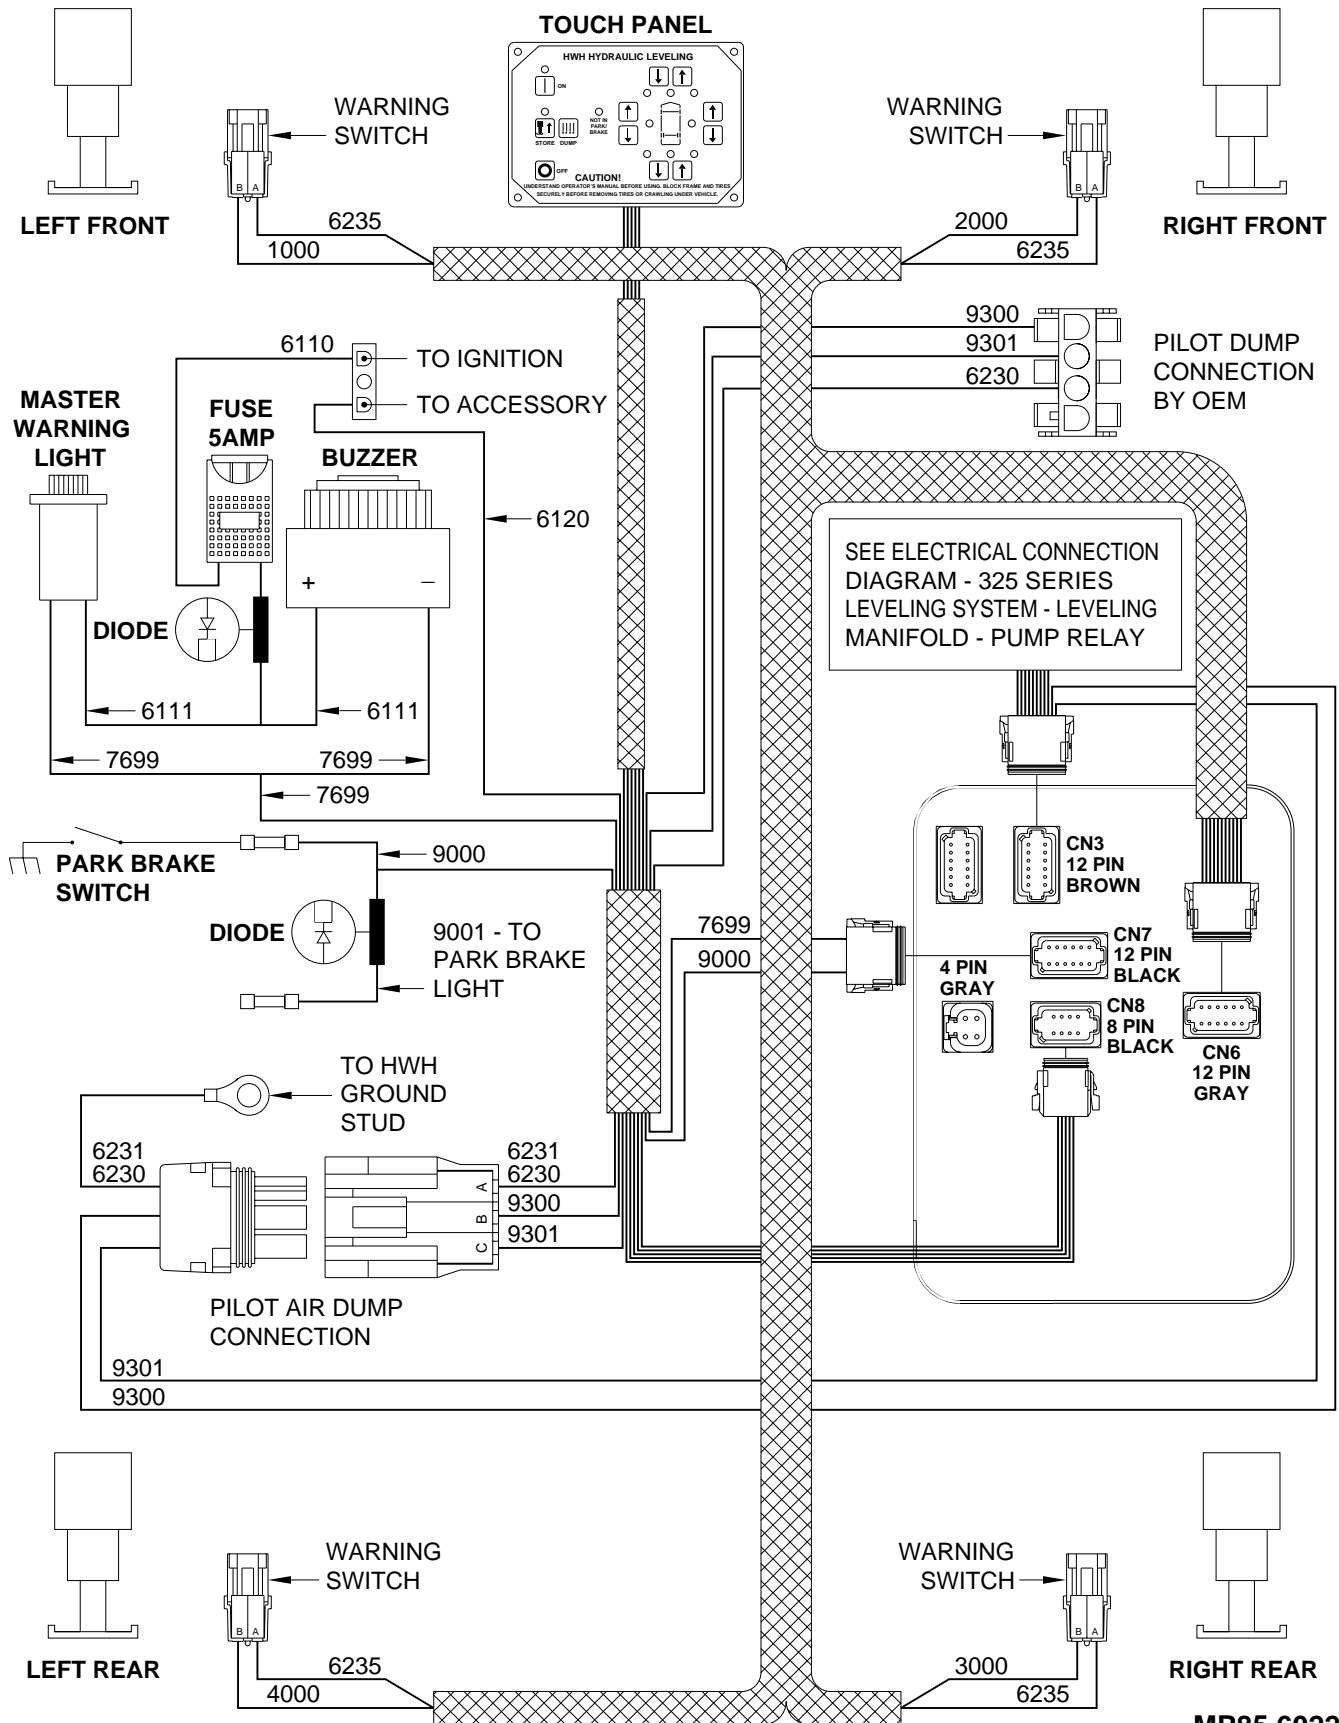 TOUCH PANEL
HWH HYDRAULIC LEVELING
ON
NOT IN
PARK/
BRAKE
STORE DUMP
OFF
CAUTION!
UNDERSTAND OPERATOR'S MANUAL BEFORE USING. BLOCK FRAME AND TIRES
SECURELY BEFORE REMOVING TIRES OR CRAWLING UNDER VEHICLE.
WARNING
SWITCH
B A
LEFT FRONT
6235
1000
WARNING
SWITCH
B A
RIGHT FRONT
2000
6235
9300
9301
6230
PILOT DUMP
CONNECTION
BY OEM
6110
TO IGNITION
TO ACCESSORY
MASTER
WARNING
LIGHT
FUSE
5AMP
BUZZER
+ –
6120
DIODE
6111
6111
7699
7699
7699
SEE ELECTRICAL CONNECTION
DIAGRAM - 325 SERIES
LEVELING SYSTEM - LEVELING
MANIFOLD - PUMP RELAY
PARK BRAKE
SWITCH
9000
DIODE
9001 - TO
PARK BRAKE
LIGHT
7699
9000
CN3
12 PIN
BROWN
CN7
12 PIN
BLACK
4 PIN
GRAY
CN8
8 PIN
BLACK
CN6
12 PIN
GRAY
TO HWH
GROUND
STUD
6231
6230
6231
6230
9300
9301
A
B
C
PILOT AIR DUMP
CONNECTION
9301
9300
WARNING
SWITCH
B A
LEFT REAR
6235
4000
WARNING
SWITCH
B A
RIGHT REAR
3000
6235